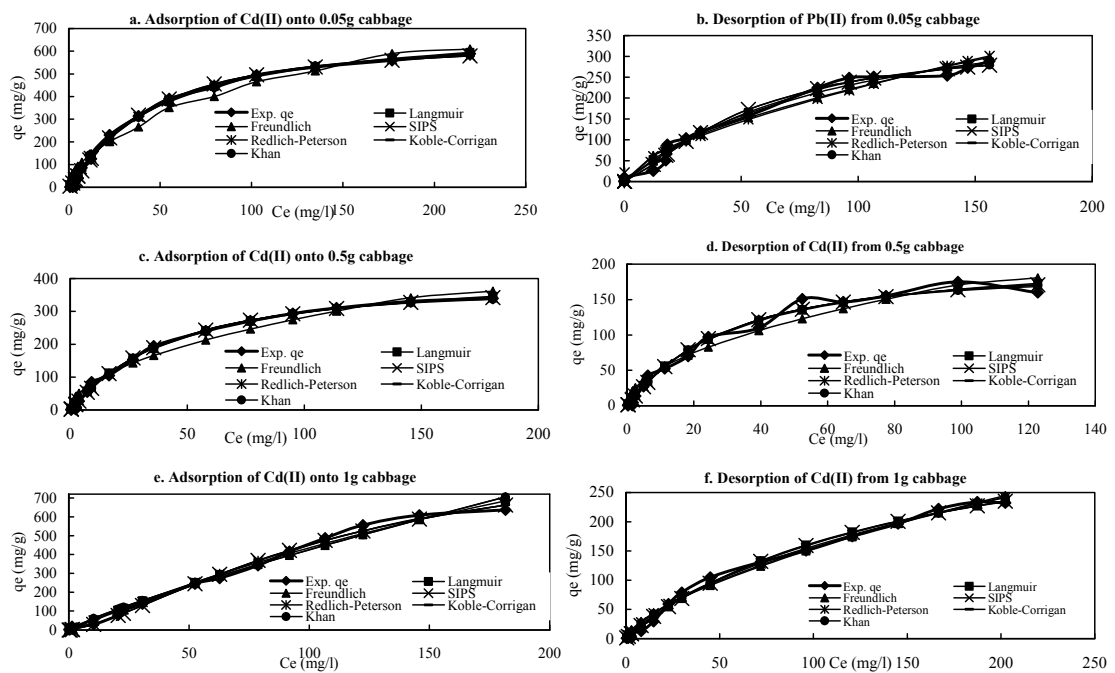 a. Adsorption of Cd(II) onto 0.05g cabbage
700
600
500
400
300
200
100
0
qe (mg/g)
0 50 100 150 200 250
Ce (mg/l)
Exp. qe Langmuir
Freundlich SIPS
Redlich-Peterson Koble-Corrigan
Khan
b. Desorption of Pb(II) from 0.05g cabbage
350
300
250
200
150
100
50
0
qe (mg/g)
0 50 100 150 200
Ce (mg/l)
Exp. qe Langmuir
Freundlich SIPS
Redlich-Peterson Koble-Corrigan
Khan
c. Adsorption of Cd(II) onto 0.5g cabbage
400
300
200
100
0
qe (mg/g)
0 50 100 150 200
Ce (mg/l)
Exp. qe Langmuir
Freundlich SIPS
Redlich-Peterson Koble-Corrigan
Khan
d. Desorption of Cd(II) from 0.5g cabbage
200
150
100
50
0
qe (mg/g)
0 20 40 60 80 100 120 140
Ce (mg/l)
Exp. qe Langmuir
Freundlich SIPS
Redlich-Peterson Koble-Corrigan
Khan
e. Adsorption of Cd(II) onto 1g cabbage
700
600
500
400
300
200
100
0
qe (mg/g)
0 50 100 150 200
Ce (mg/l)
Exp. qe Langmuir
Freundlich SIPS
Redlich-Peterson Koble-Corrigan
Khan
f. Desorption of Cd(II) from 1g cabbage
250
200
150
100
50
0
qe (mg/g)
0 50 100 150 200 250
Ce (mg/l)
Exp. qe Langmuir
Freundlich SIPS
Redlich-Peterson Koble-Corrigan
Khan